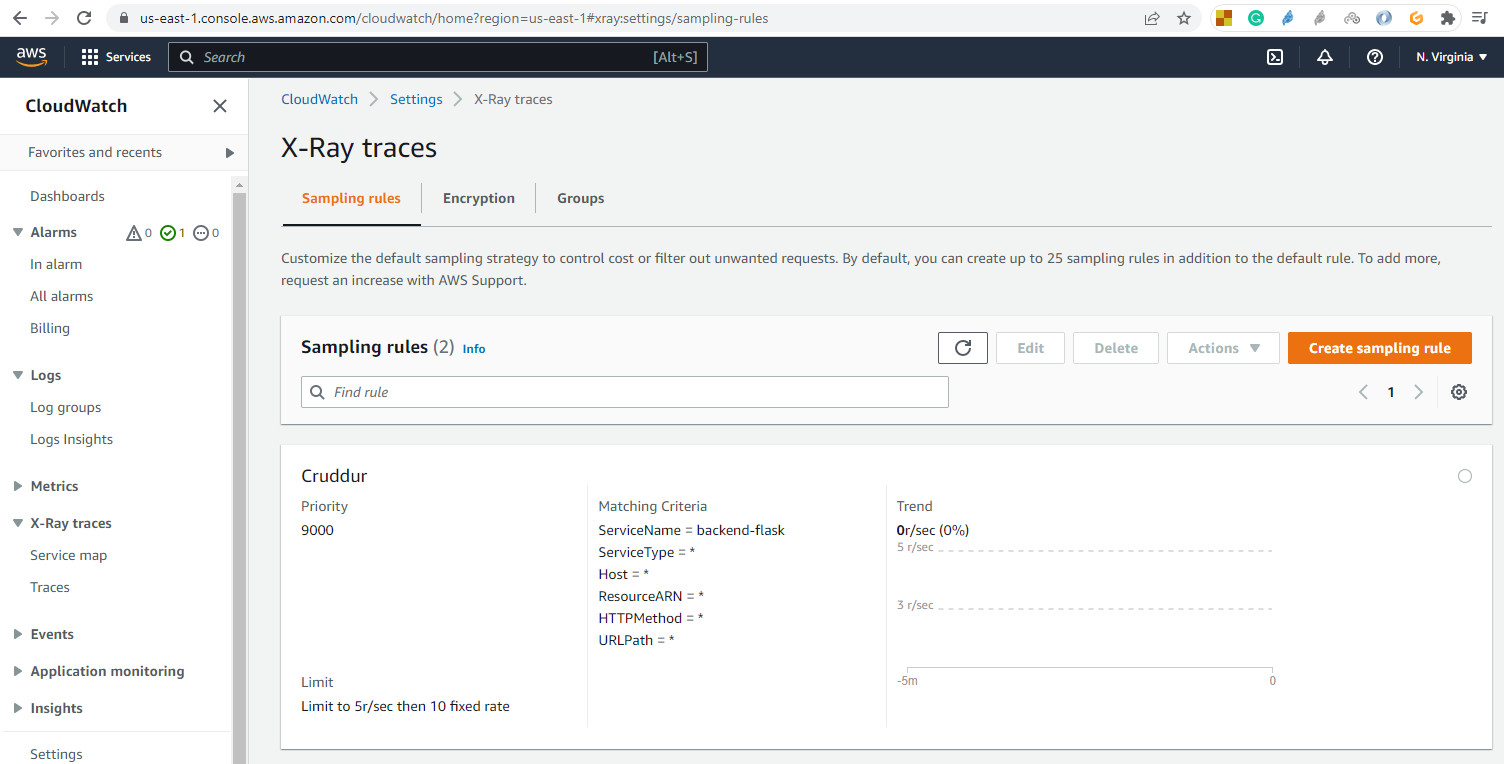 us-east-1.console.aws.amazon.com/cloudwatch/home?region=us-east-1#xray:settings/sampling-rules
aws
Services
Search
[Alt+S]
N. Virginia
CloudWatch
Favorites and recents
Dashboards
Alarms
0
1
0
In alarm
All alarms
Billing
Logs
Log groups
Logs Insights
Metrics
X-Ray traces
Service map
Traces
Events
Application monitoring
Insights
Settings
CloudWatch
Settings
X-Ray traces
X-Ray traces
Sampling rules
Encryption
Groups
Customize the default sampling strategy to control cost or filter out unwanted requests. By default, you can create up to 25 sampling rules in addition to the default rule. To add more,
request an increase with AWS Support.
Sampling rules (2) Info
Edit
Delete
Actions
Create sampling rule
Find rule
1
Cruddur
Priority
9000
Limit
Limit to 5r/sec then 10 fixed rate
Matching Criteria
ServiceName = backend-flask
ServiceType = *
Host = *
ResourceARN = *
HTTPMethod = *
URLPath = *
Trend
0r/sec (0%)
5 r/sec
3 r/sec
-5m
0